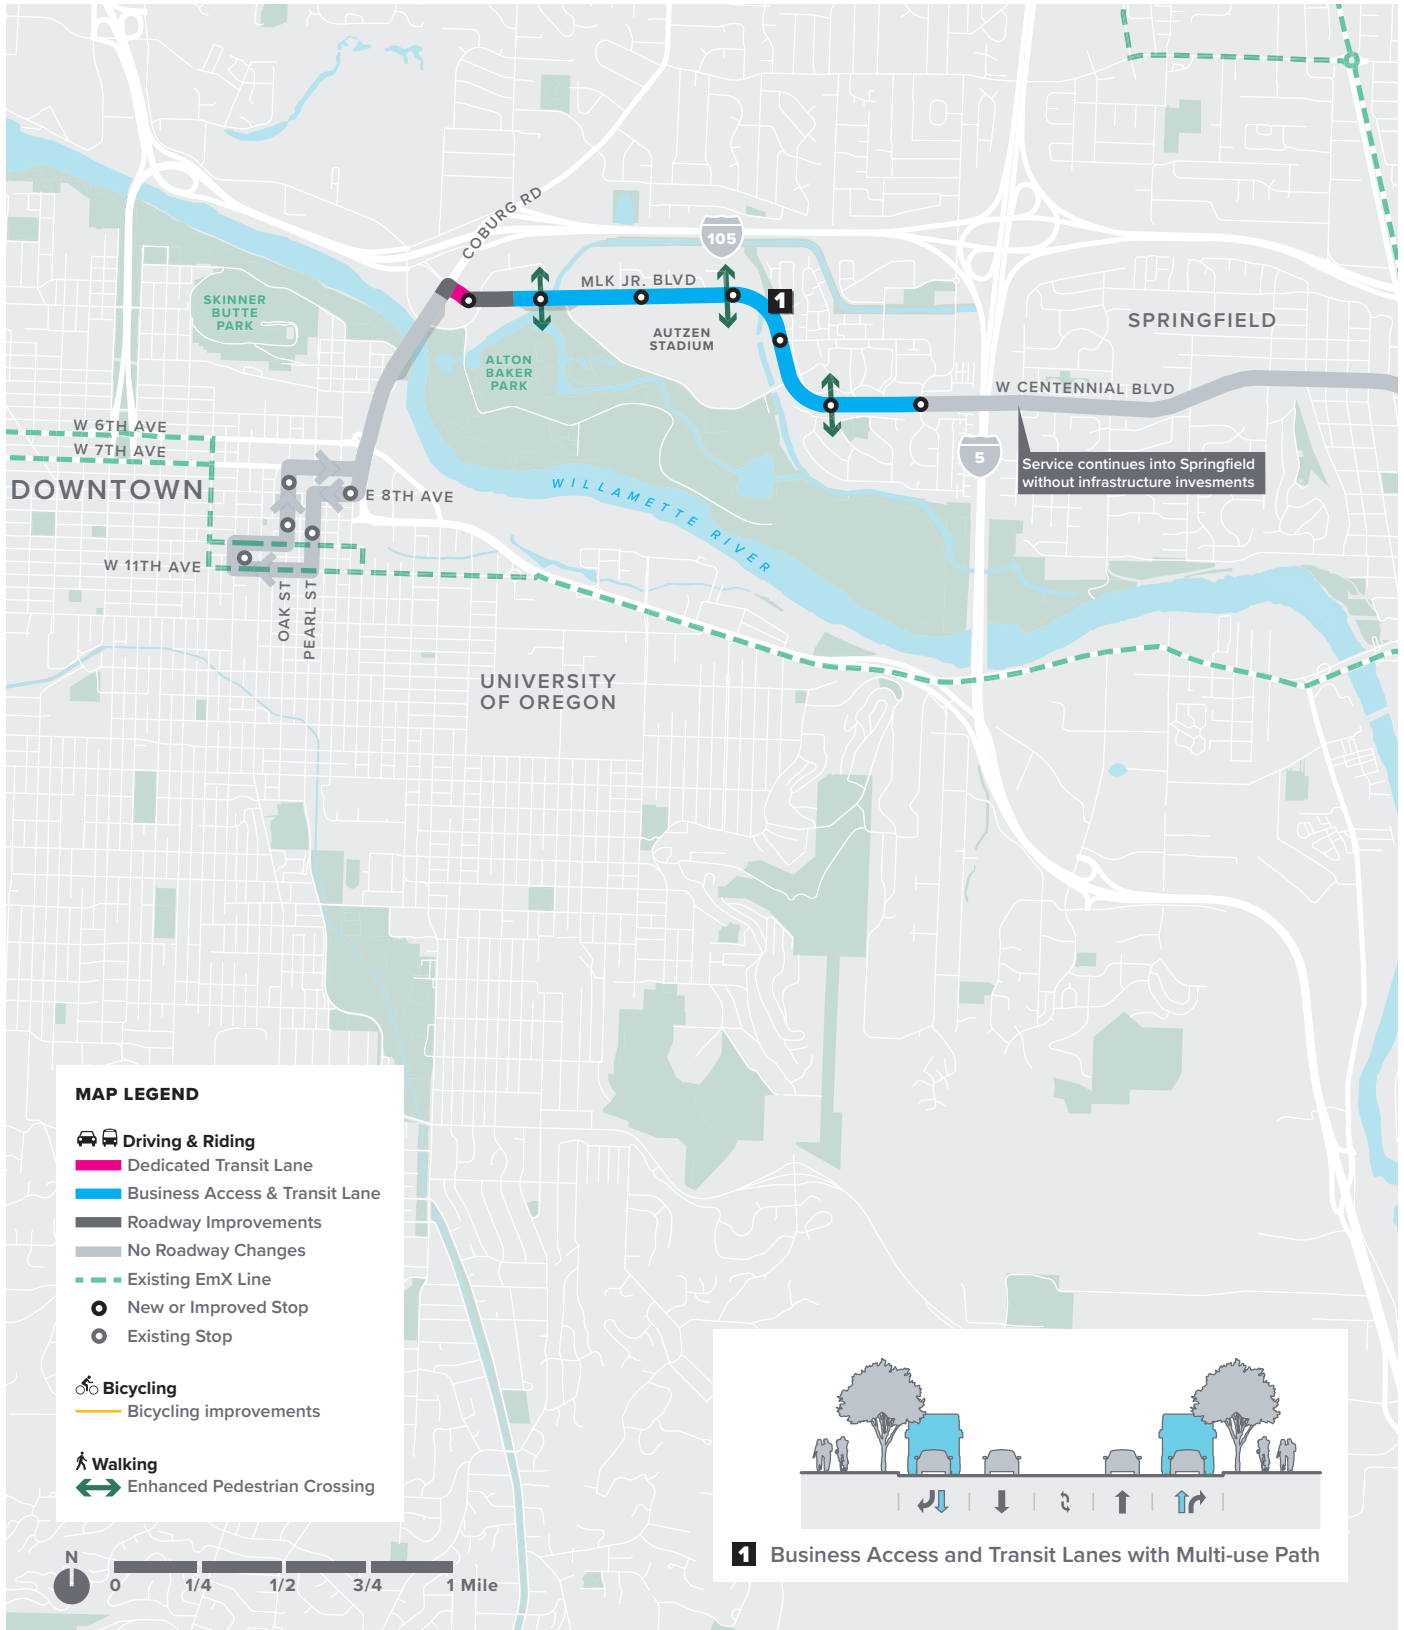 COBURG RD
105
MLK JR. BLVD
1
SKINNER
BUTTE
PARK
AUTZEN
STADIUM
SPRINGFIELD
ALTON
BAKER
PARK
W CENTENNIAL BLVD
W 6TH AVE
W 7TH AVE
5
Service continues into Springfield
without infrastructure invesments
DOWNTOWN
E 8TH AVE
WILLAMETTE RIVER
W 11TH AVE
OAK ST
PEARL ST
UNIVERSITY
OF OREGON
MAP LEGEND
Driving & Riding
Dedicated Transit Lane
Business Access & Transit Lane
Roadway Improvements
No Roadway Changes
Existing EmX Line
New or Improved Stop
Existing Stop
Bicycling
Bicycling improvements
Walking
Enhanced Pedestrian Crossing
N
0 1/4 1/2 3/4 1 Mile
1 Business Access and Transit Lanes with Multi-use Path